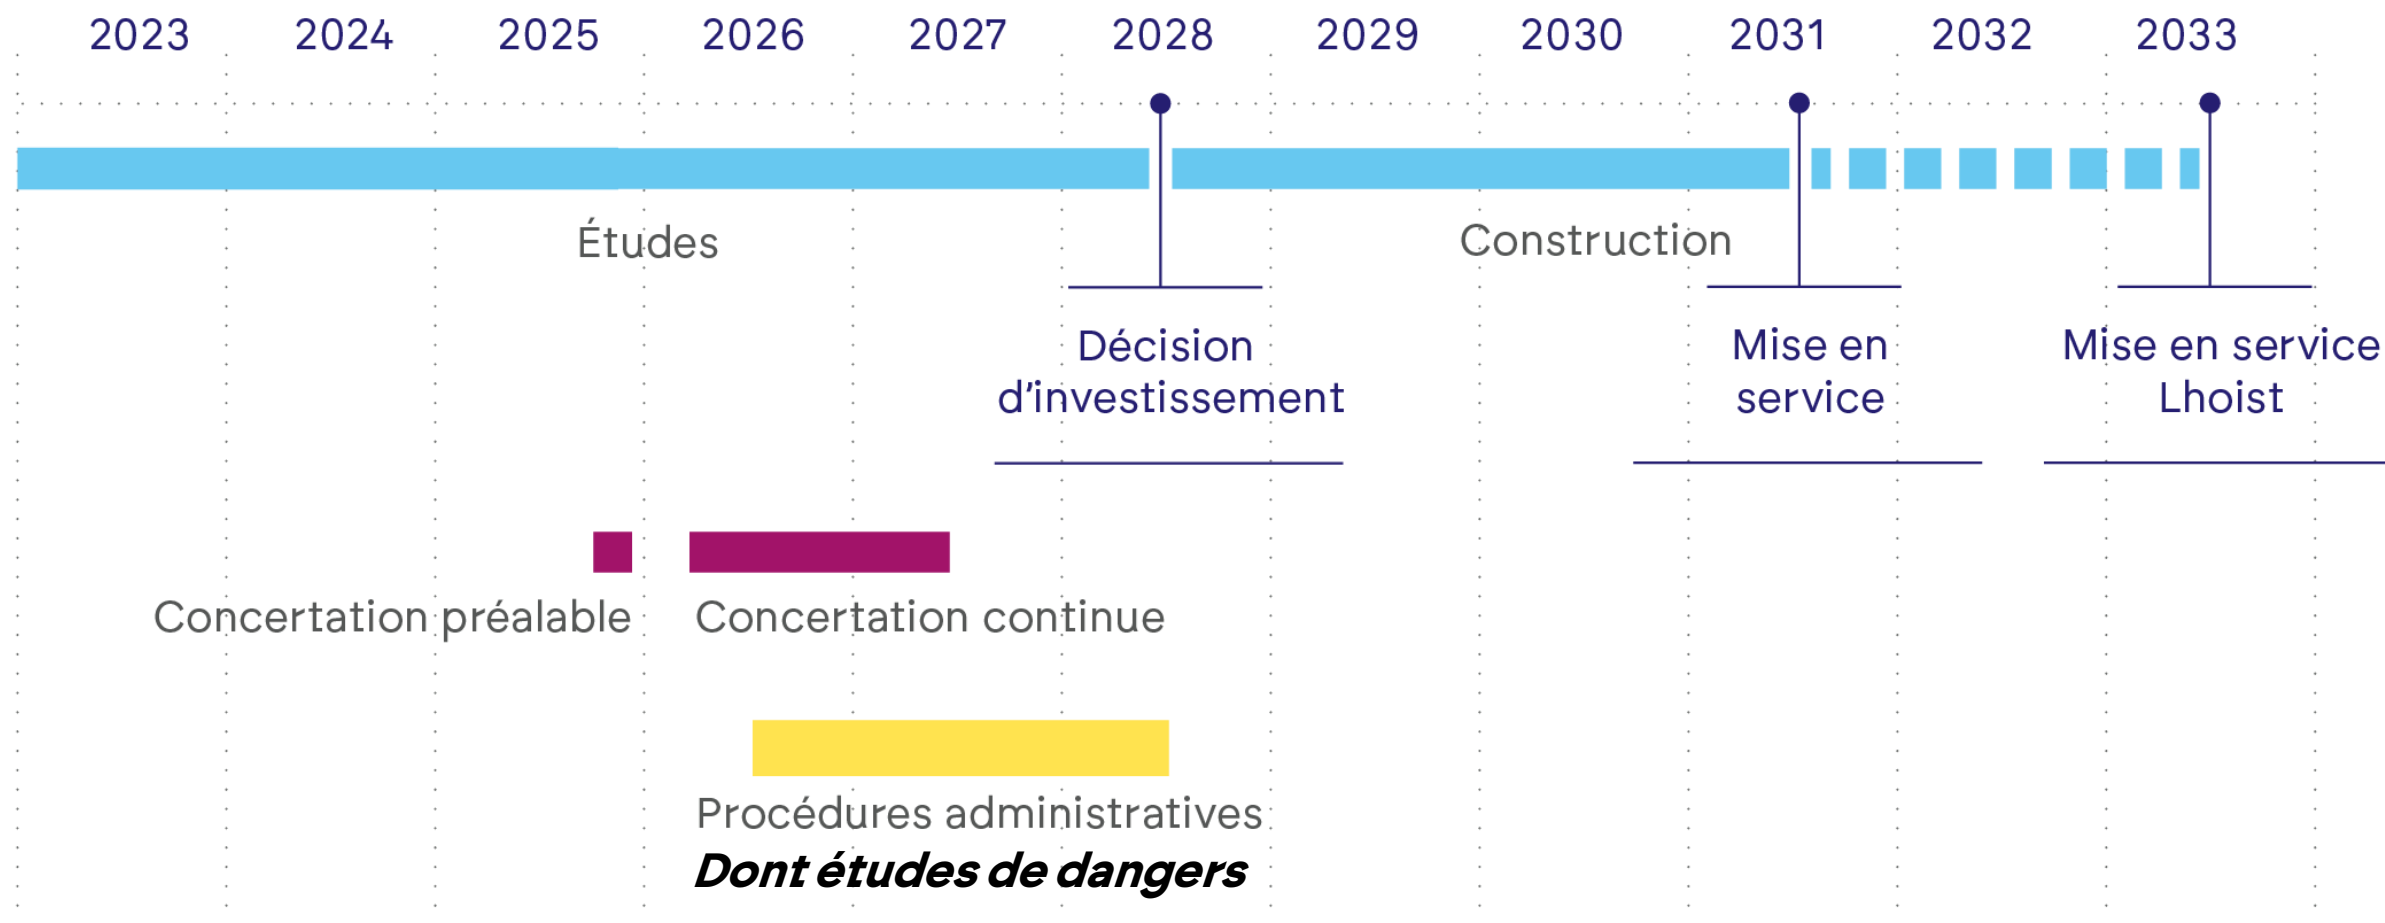 2023 2024 2025 2026 2027 2028 2029 2030 2031 2032 2033
Études
Construction
Décision
d’investissement
Mise en
service
Mise en service
Lhoist
Concertation préalable
Concertation continue
Procédures administratives
Dont études de dangers